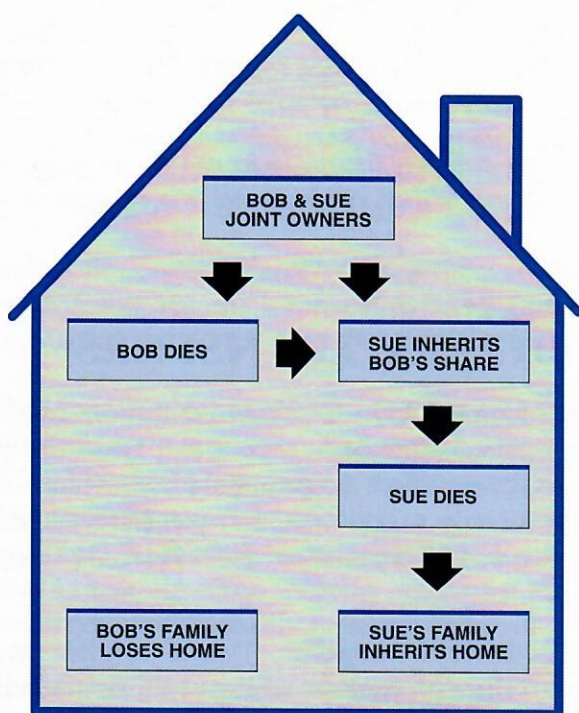 BOB & SUE
JOINT OWNERS
BOB DIES
SUE INHERITS
BOB'S SHARE
SUE DIES
BOB'S FAMILY
LOSES HOME
SUE'S FAMILY
INHERITS HOME